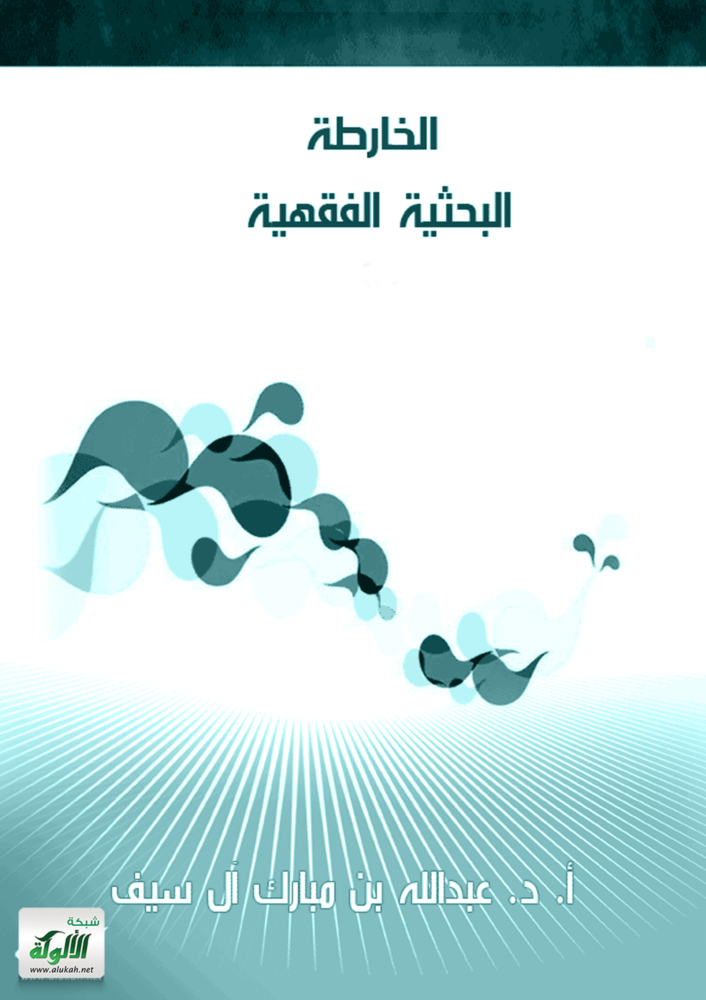 الخارطة
البحثية الفقهية
أ. د. عبدالله بن مبارك آل سيف
شبكة
الألوكة
www.alukah.net